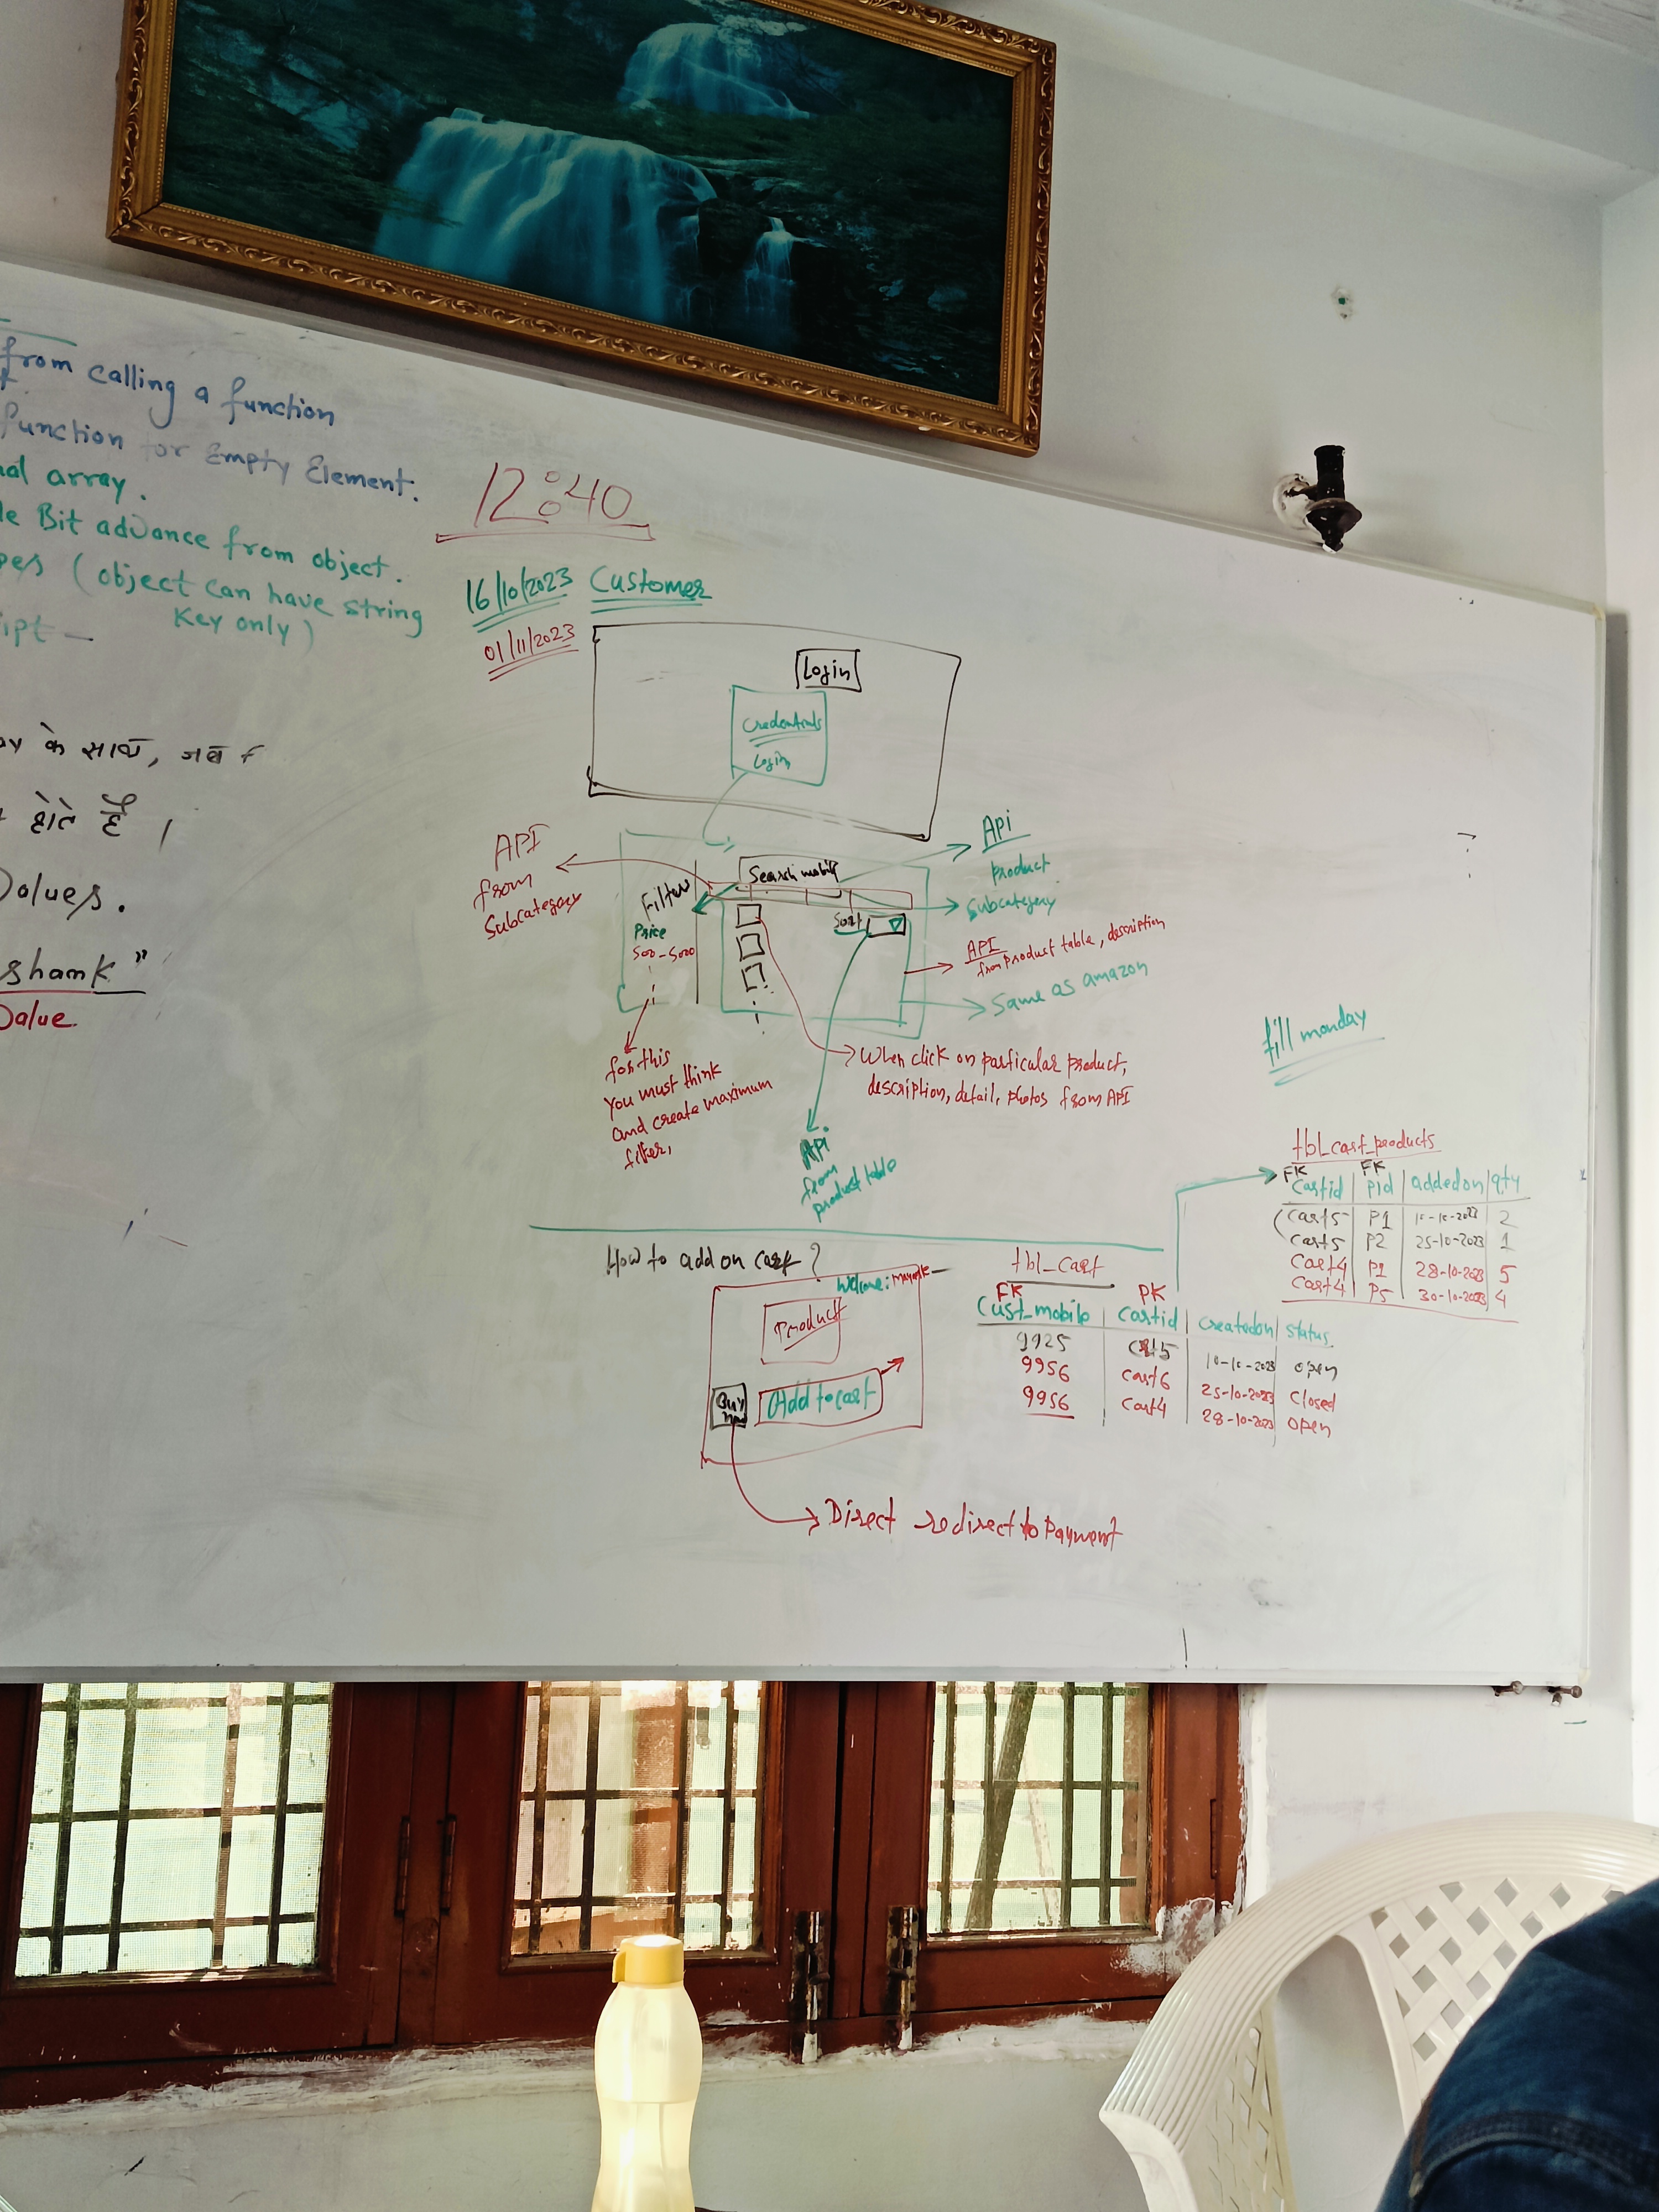 from calling a function
function for Empty Element.
nal array.
le Bit advance from object.
pes (object can have string
Key only)
ipt -
के साथ, जब
होते है |
Values.
shank"
Value.
12:40
16/10/2023 Customer
01/11/2023
Login
Credentials
Login
API
from
Subcategory
Filter
Price
500-5000
Search mobile
Sort
Api
product
Subcategory
API
from product table, description
Same as amazon
for this
you must think
and create maximum
filter,
When click on particular product,
description, detail, photos from API
Api
from
product table
fill monday
How to add on cart?
Welcome: Mayank
Product
Buy
now
Add to cart
Direct redirect to Payment
tbl_cart
FK PK
Cust_mobile Cartid Createdon Status
9925 Cart5 10-10-2023 open
9956 Cart6 25-10-2023 Closed
9956 Cart4 28-10-2023 open
tbl_cart_products
FK FK
Cartid Pid addedon qty
Cart5 P1 10-10-2023 2
Cart5 P2 25-10-2023 1
Cart4 P1 28-10-2023 5
Cart4 P5 30-10-2023 4